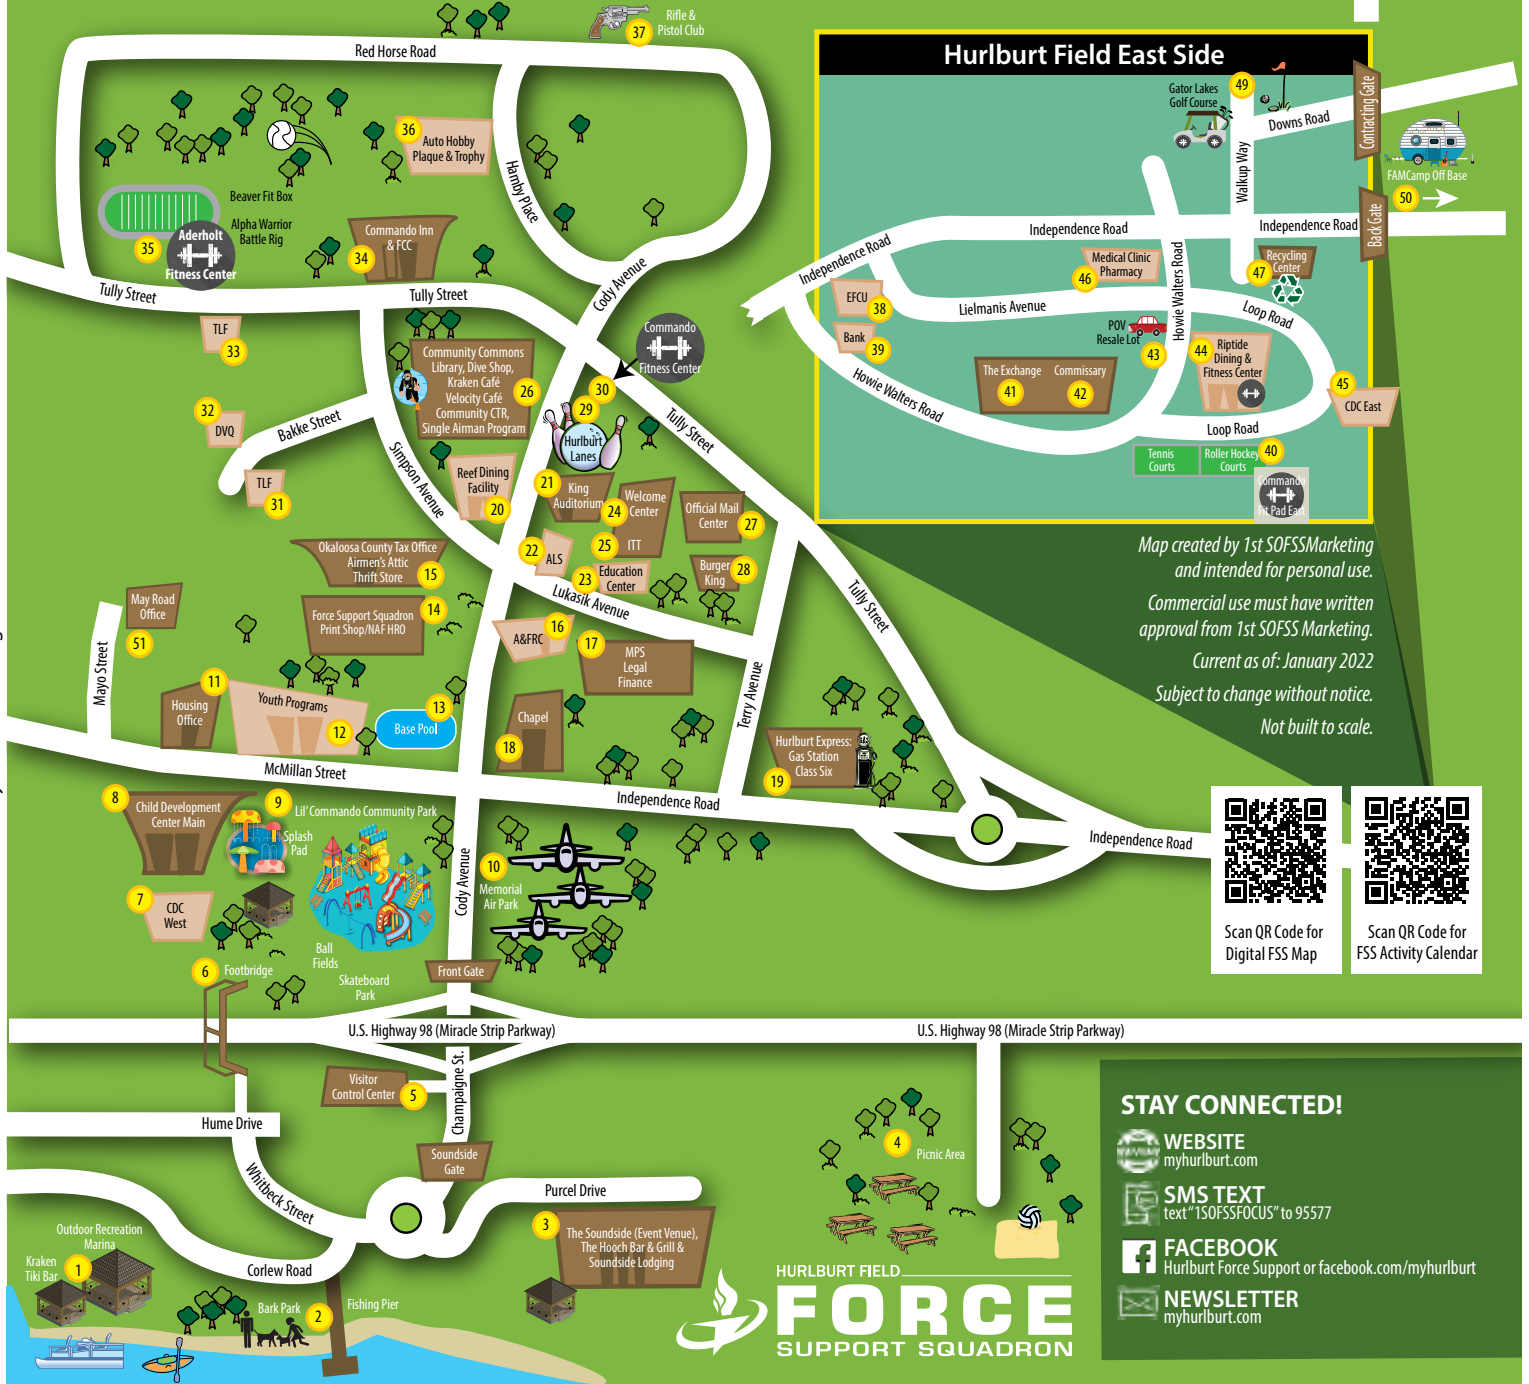 Rifle &
Pistol Club
37
Red Horse Road
36
Auto Hobby
Plaque & Trophy
Hamby Place
Beaver Fit Box
Alpha Warrior
Battle Rig
35
Aderholt
Fitness Center
Commando Inn
& FCC
34
Cody Avenue
Tully Street
Tully Street
TLF
33
Commando
Fitness Center
Community Commons
Library, Dive Shop,
Kraken Café
Velocity Café
Community CTR,
Single Airman Program
26
30
29
Hurlburt
Lanes
Tully Street
32
DVQ
Bakke Street
Simpson Avenue
TLF
31
Reef Dining
Facility
20
21
King
Auditorium
24
Welcome
Center
25
ITT
Official Mail
Center
27
22
ALS
23
Education
Center
Burger
King
28
Lukasik Avenue
Tully Street
Okaloosa County Tax Office
Airmen's Attic
Thrift Store
15
Force Support Squadron
Print Shop/NAF HRO
14
May Road
Office
51
Mayo Street
A&FRC
16
17
MPS
Legal
Finance
Terry Avenue
11
Housing
Office
Youth Programs
12
13
Base Pool
Chapel
18
Hurlburt Express:
Gas Station
Class Six
19
McMillan Street
Independence Road
Independence Road
8
Child Development
Center Main
9
Lil' Commando Community Park
Splash
Pad
Cody Avenue
10
Memorial
Air Park
7
CDC
West
Ball
Fields
Skateboard
Park
6
Footbridge
Front Gate
U.S. Highway 98 (Miracle Strip Parkway)
U.S. Highway 98 (Miracle Strip Parkway)
Visitor
Control Center
5
Champaigne St.
Hume Drive
Soundside
Gate
Whitbeck Street
Purcel Drive
3
The Soundside (Event Venue),
The Hooch Bar & Grill &
Soundside Lodging
4
Picnic Area
Outdoor Recreation
Marina
Kraken
Tiki Bar
1
Corlew Road
Bark Park
2
Fishing Pier
Hurlburt Field East Side
Gator Lakes
Golf Course
49
Downs Road
Contracting Gate
Walkup Way
FAMCamp Off Base
50
Back Gate
Independence Road
Independence Road
Independence Road
Medical Clinic
Pharmacy
46
Howie Walters Road
47
Recycling
Center
EFCU
38
Lielmanis Avenue
Loop Road
Bank
39
POV
Resale Lot
43
44
Riptide
Dining &
Fitness Center
45
CDC East
Howie Walters Road
The Exchange
41
Commissary
42
Loop Road
Tennis
Courts
Roller Hockey
Courts
40
Commando
Fit Pad East
Map created by 1st SOFSSMarketing
and intended for personal use.
Commercial use must have written
approval from 1st SOFSS Marketing.
Current as of: January 2022
Subject to change without notice.
Not built to scale.
Scan QR Code for
Digital FSS Map
Scan QR Code for
FSS Activity Calendar
STAY CONNECTED!
WEBSITE
myhurlburt.com
SMS TEXT
text "1SOFSSFOCUS" to 95577
FACEBOOK
Hurlburt Force Support or facebook.com/myhurlburt
NEWSLETTER
myhurlburt.com
HURLBURT FIELD
FORCE
SUPPORT SQUADRON